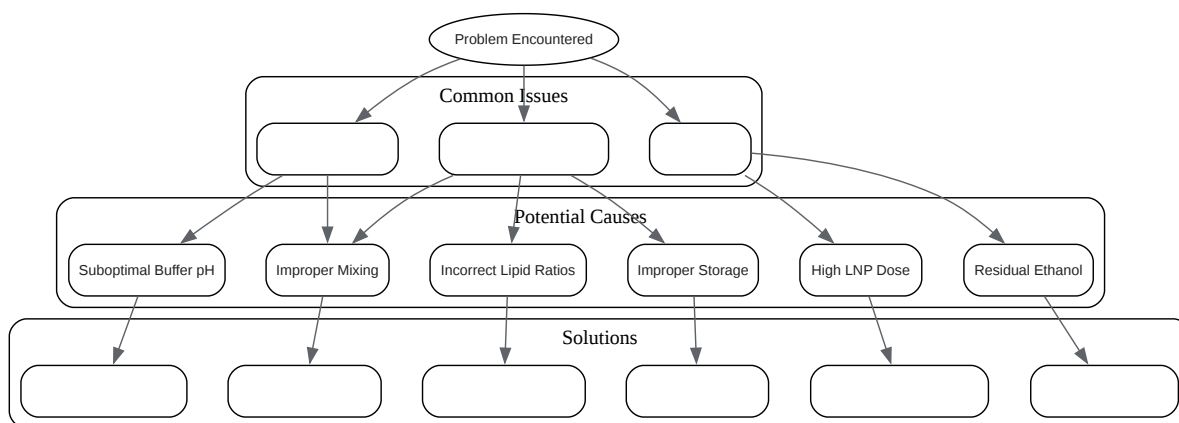 Problem Encountered
Common Issues
Potential Causes
Suboptimal Buffer pH
Improper Mixing
Incorrect Lipid Ratios
Improper Storage
High LNP Dose
Residual Ethanol
Solutions